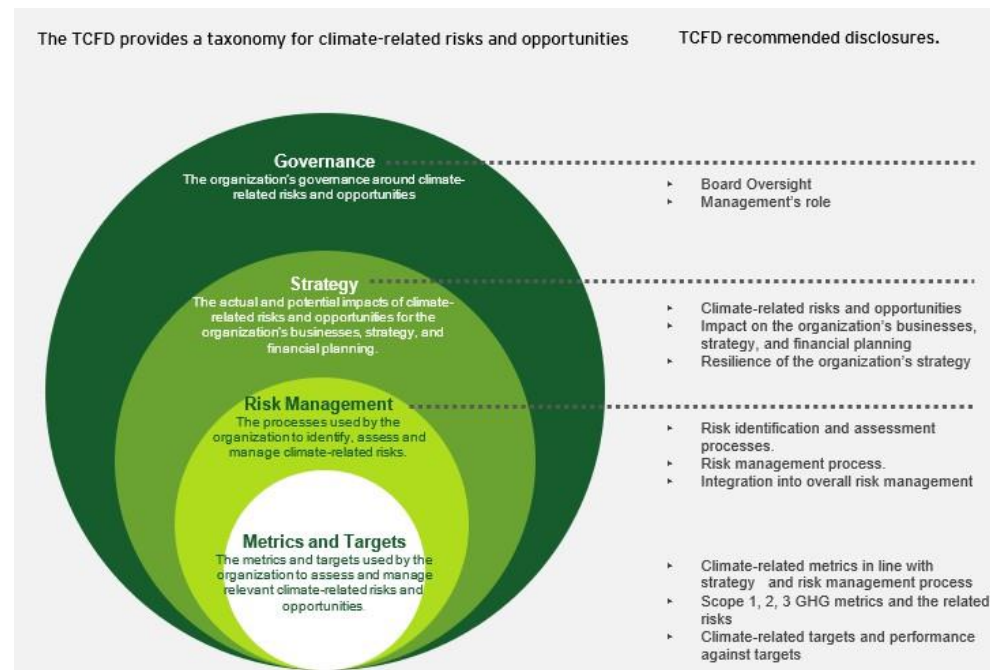 The TCFD provides a taxonomy for climate-related risks and opportunities
TCFD recommended disclosures.
Governance
The organization's governance around climate-
related risks and opportunities
▸ Board Oversight
▸ Management's role
Strategy
The actual and potential impacts of climate-
related risks and opportunities for the
organization's businesses, strategy, and
financial planning.
▸ Climate-related risks and opportunities
▸ Impact on the organization's businesses,
strategy, and financial planning
▸ Resilience of the organization's strategy
Risk Management
The processes used by the
organization to identify, assess and
manage climate-related risks.
▸ Risk identification and assessment
processes.
▸ Risk management process.
▸ Integration into overall risk management
Metrics and Targets
The metrics and targets used by the
organization to assess and manage
relevant climate-related risks and
opportunities.
▸ Climate-related metrics in line with
strategy and risk management process
▸ Scope 1, 2, 3 GHG metrics and the related
risks
▸ Climate-related targets and performance
against targets